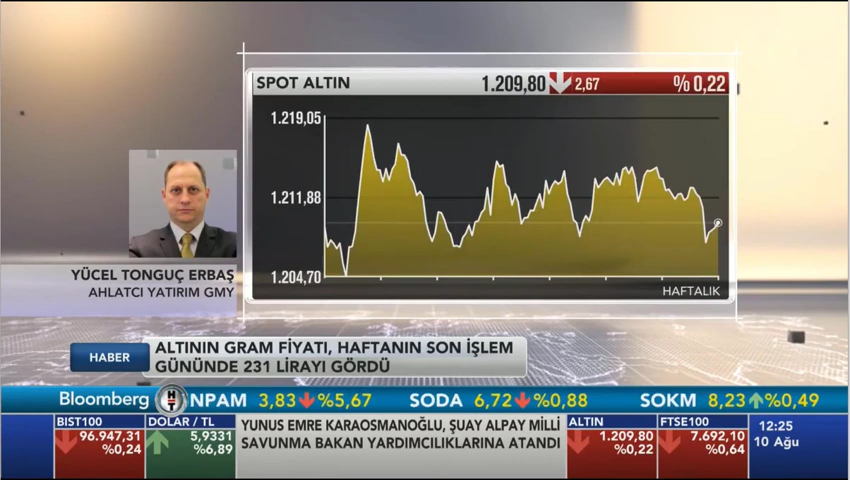 SPOT ALTIN 1.209,80 2,67 %0,22
1.219,05
1.211,88
1.204,70
HAFTALIK
YÜCEL TONGUÇ ERBAŞ
AHLATCI YATIRIM GMY
HABER
ALTININ GRAM FİYATI, HAFTANIN SON İŞLEM
GÜNÜNDE 231 LİRAYI GÖRDÜ
Bloomberg HT NPAM 3,83 %5,67 SODA 6,72 %0,88 SOKM 8,23 %0,49
BIST100
96.947,31
%0,24
DOLAR / TL
5,9331
%6,89
YUNUS EMRE KARAOSMANOĞLU, ŞUAY ALPAY MİLLİ
SAVUNMA BAKAN YARDIMCILIKLARINA ATANDI
ALTIN
1.209,80
%0,22
FTSE100
7.692,10
%0,64
12:25
10 Ağu